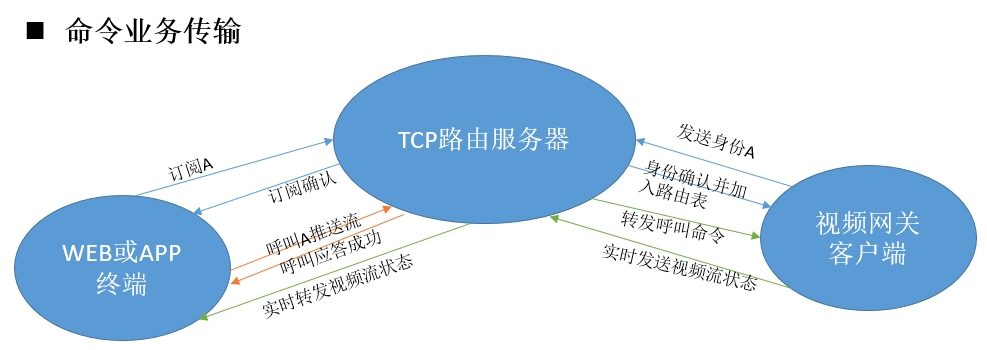 ■ 命令业务传输
TCP路由服务器
订阅A
订阅确认
呼叫A推送流
呼叫应答成功
实时转发视频流状态
WEB或APP
终端
发送身份A
身份确认并加
入路由表
转发呼叫命令
实时发送视频流状态
视频网关
客户端